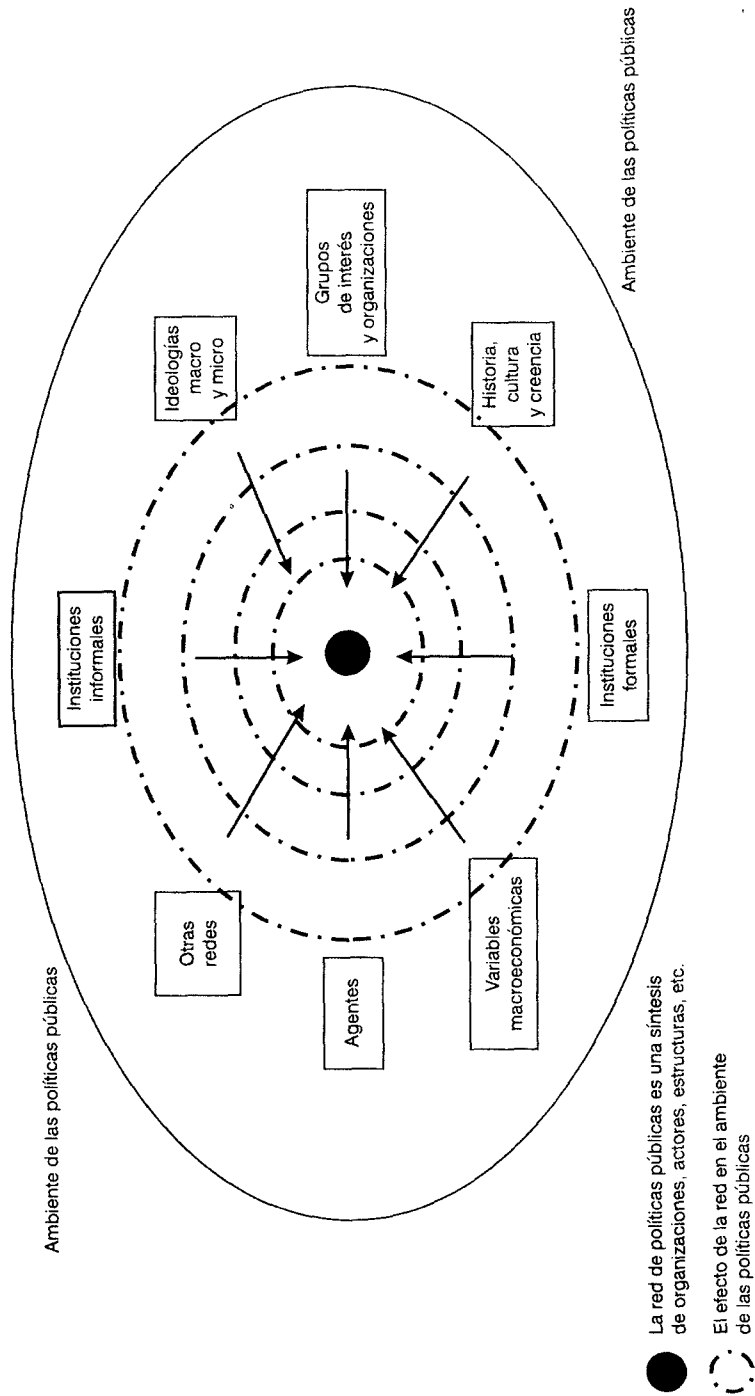 Ambiente de las políticas públicas
Instituciones
informales
Otras
redes
Ideologías
macro
y micro
Agentes
Grupos
de interés
y organizaciones
Variables
macroeconómicas
Historia,
cultura
y creencia
Instituciones
formales
Ambiente de las políticas públicas
La red de políticas públicas es una síntesis
de organizaciones, actores, estructuras, etc.
El efecto de la red en el ambiente
de las políticas públicas